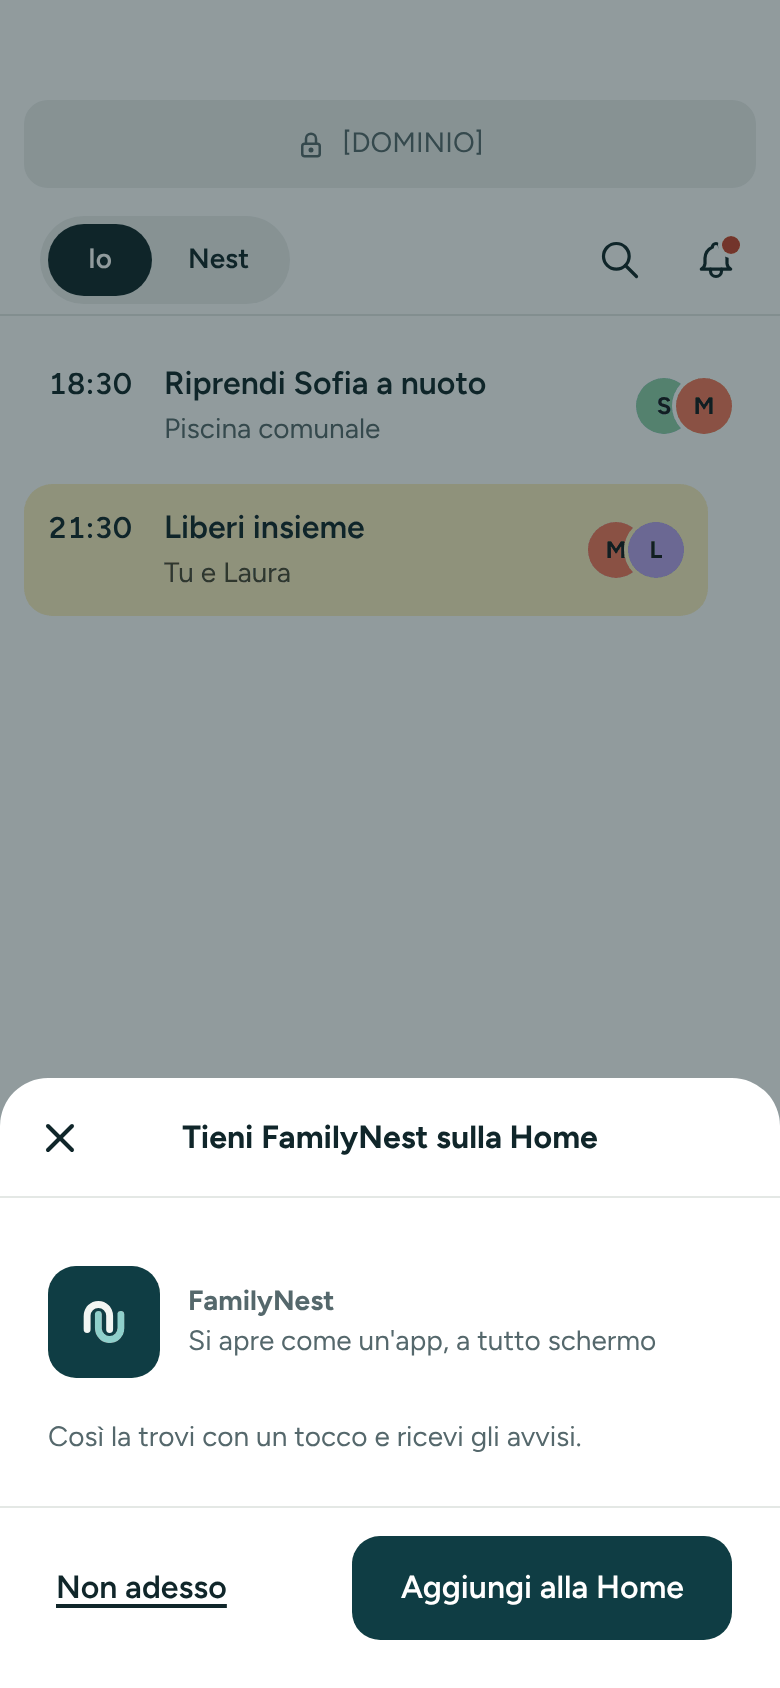 [DOMINIO]
Io
Nest
18:30
Riprendi Sofia a nuoto
Piscina comunale
S
M
21:30
Liberi insieme
Tu e Laura
M
L
Tieni FamilyNest sulla Home
FamilyNest
Si apre come un'app, a tutto schermo
Così la trovi con un tocco e ricevi gli avvisi.
Non adesso
Aggiungi alla Home